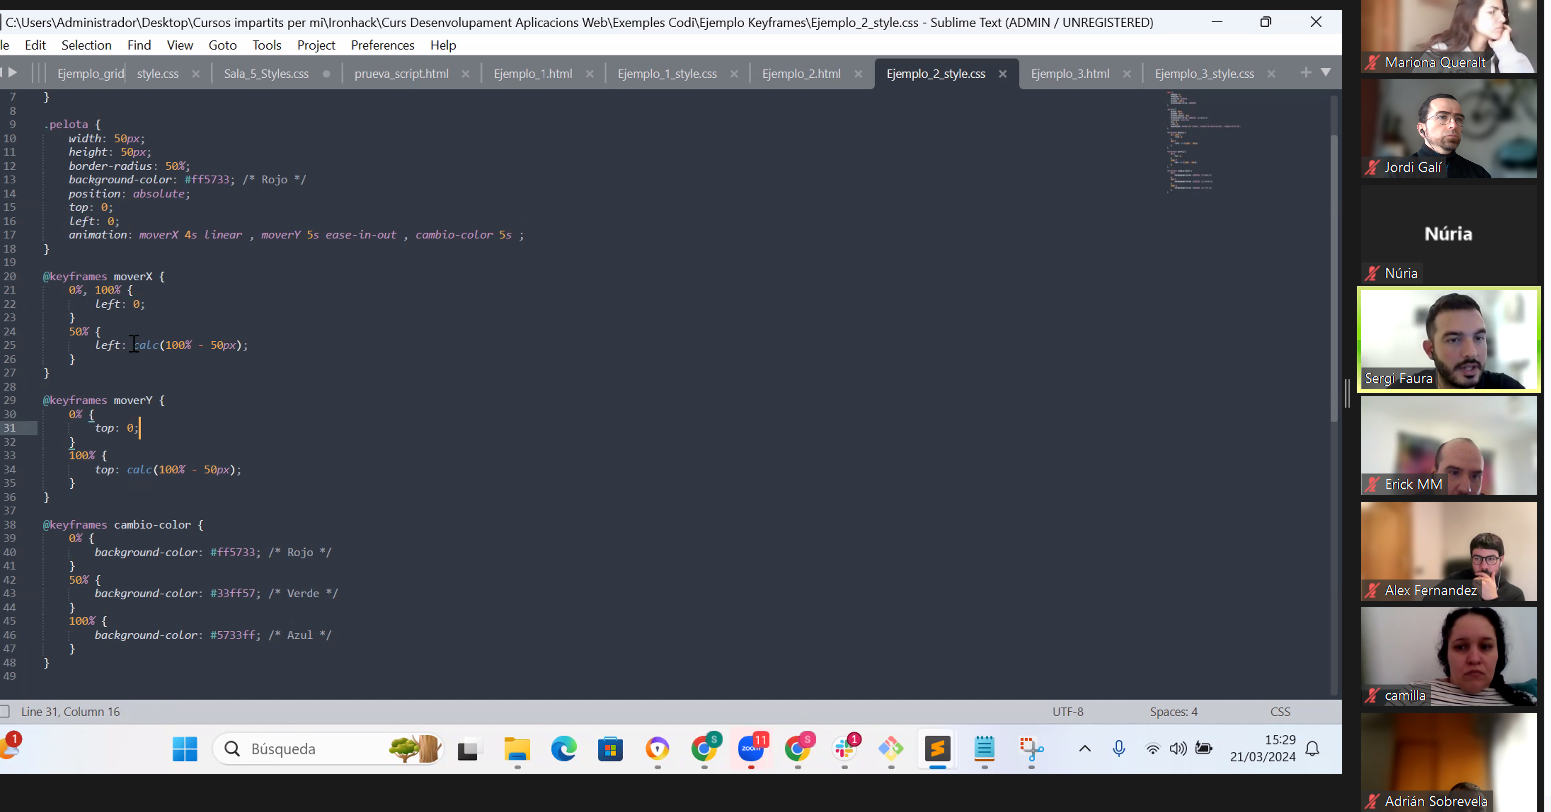 C:\Users\Administrador\Desktop\Cursos impartits per mi\Ironhack\Curs Desenvolupament Aplicacions Web\Exemples Codi\Ejemplo Keyframes\Ejemplo_2_style.css - Sublime Text (ADMIN / UNREGISTERED)
le Edit Selection Find View Goto Tools Project Preferences Help
Ejemplo_grid style.css Sala_5_Styles.css prueva_script.html Ejemplo_1.html Ejemplo_1_style.css Ejemplo_2.html Ejemplo_2_style.css Ejemplo_3.html Ejemplo_3_style.css
7 }
8
9 .pelota {
10 width: 50px;
11 height: 50px;
12 border-radius: 50%;
13 background-color: #ff5733; /* Rojo */
14 position: absolute;
15 top: 0;
16 left: 0;
17 animation: moverX 4s linear , moverY 5s ease-in-out , cambio-color 5s ;
18 }
19
20 @keyframes moverX {
21 0%, 100% {
22 left: 0;
23 }
24 50% {
25 left: calc(100% - 50px);
26 }
27 }
28
29 @keyframes moverY {
30 0% {
31 top: 0;
32 }
33 100% {
34 top: calc(100% - 50px);
35 }
36 }
37
38 @keyframes cambio-color {
39 0% {
40 background-color: #ff5733; /* Rojo */
41 }
42 50% {
43 background-color: #33ff57; /* Verde */
44 }
45 100% {
46 background-color: #5733ff; /* Azul */
47 }
48 }
49
Line 31, Column 16 UTF-8 Spaces: 4 CSS
1 Búsqueda S zoom 11 S 1 15:29
21/03/2024
Mariona Queralt
Jordi Galí
Núria
Núria
Sergi Faura
Erick MM
Alex Fernandez
camilla
Adrián Sobrevela